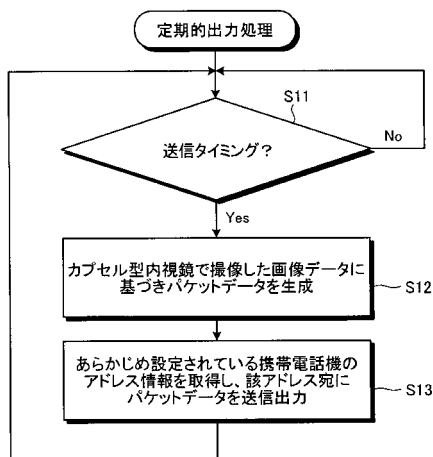 定期的出力処理
S11
送信タイミング？
No
Yes
カプセル型内視鏡で撮像した画像データに
基づきパケットデータを生成
S12
あらかじめ設定されている携帯電話機の
アドレス情報を取得し、該アドレス宛に
パケットデータを送信出力
S13